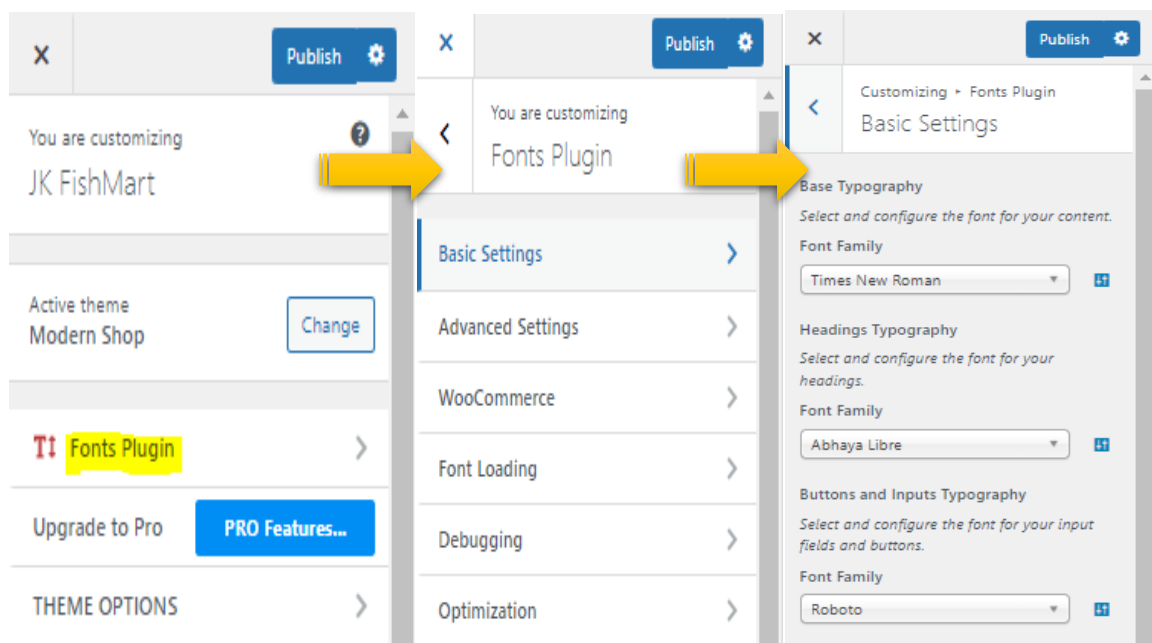 Publish
You are customizing
JK FishMart
Active theme
Modern Shop
Change
Fonts Plugin
Upgrade to Pro
PRO Features...
THEME OPTIONS
Publish
You are customizing
Fonts Plugin
Basic Settings
Advanced Settings
WooCommerce
Font Loading
Debugging
Optimization
Publish
Customizing ▸ Fonts Plugin
Basic Settings
Base Typography
Select and configure the font for your content.
Font Family
Times New Roman
Headings Typography
Select and configure the font for your
headings.
Font Family
Abhaya Libre
Buttons and Inputs Typography
Select and configure the font for your input
fields and buttons.
Font Family
Roboto